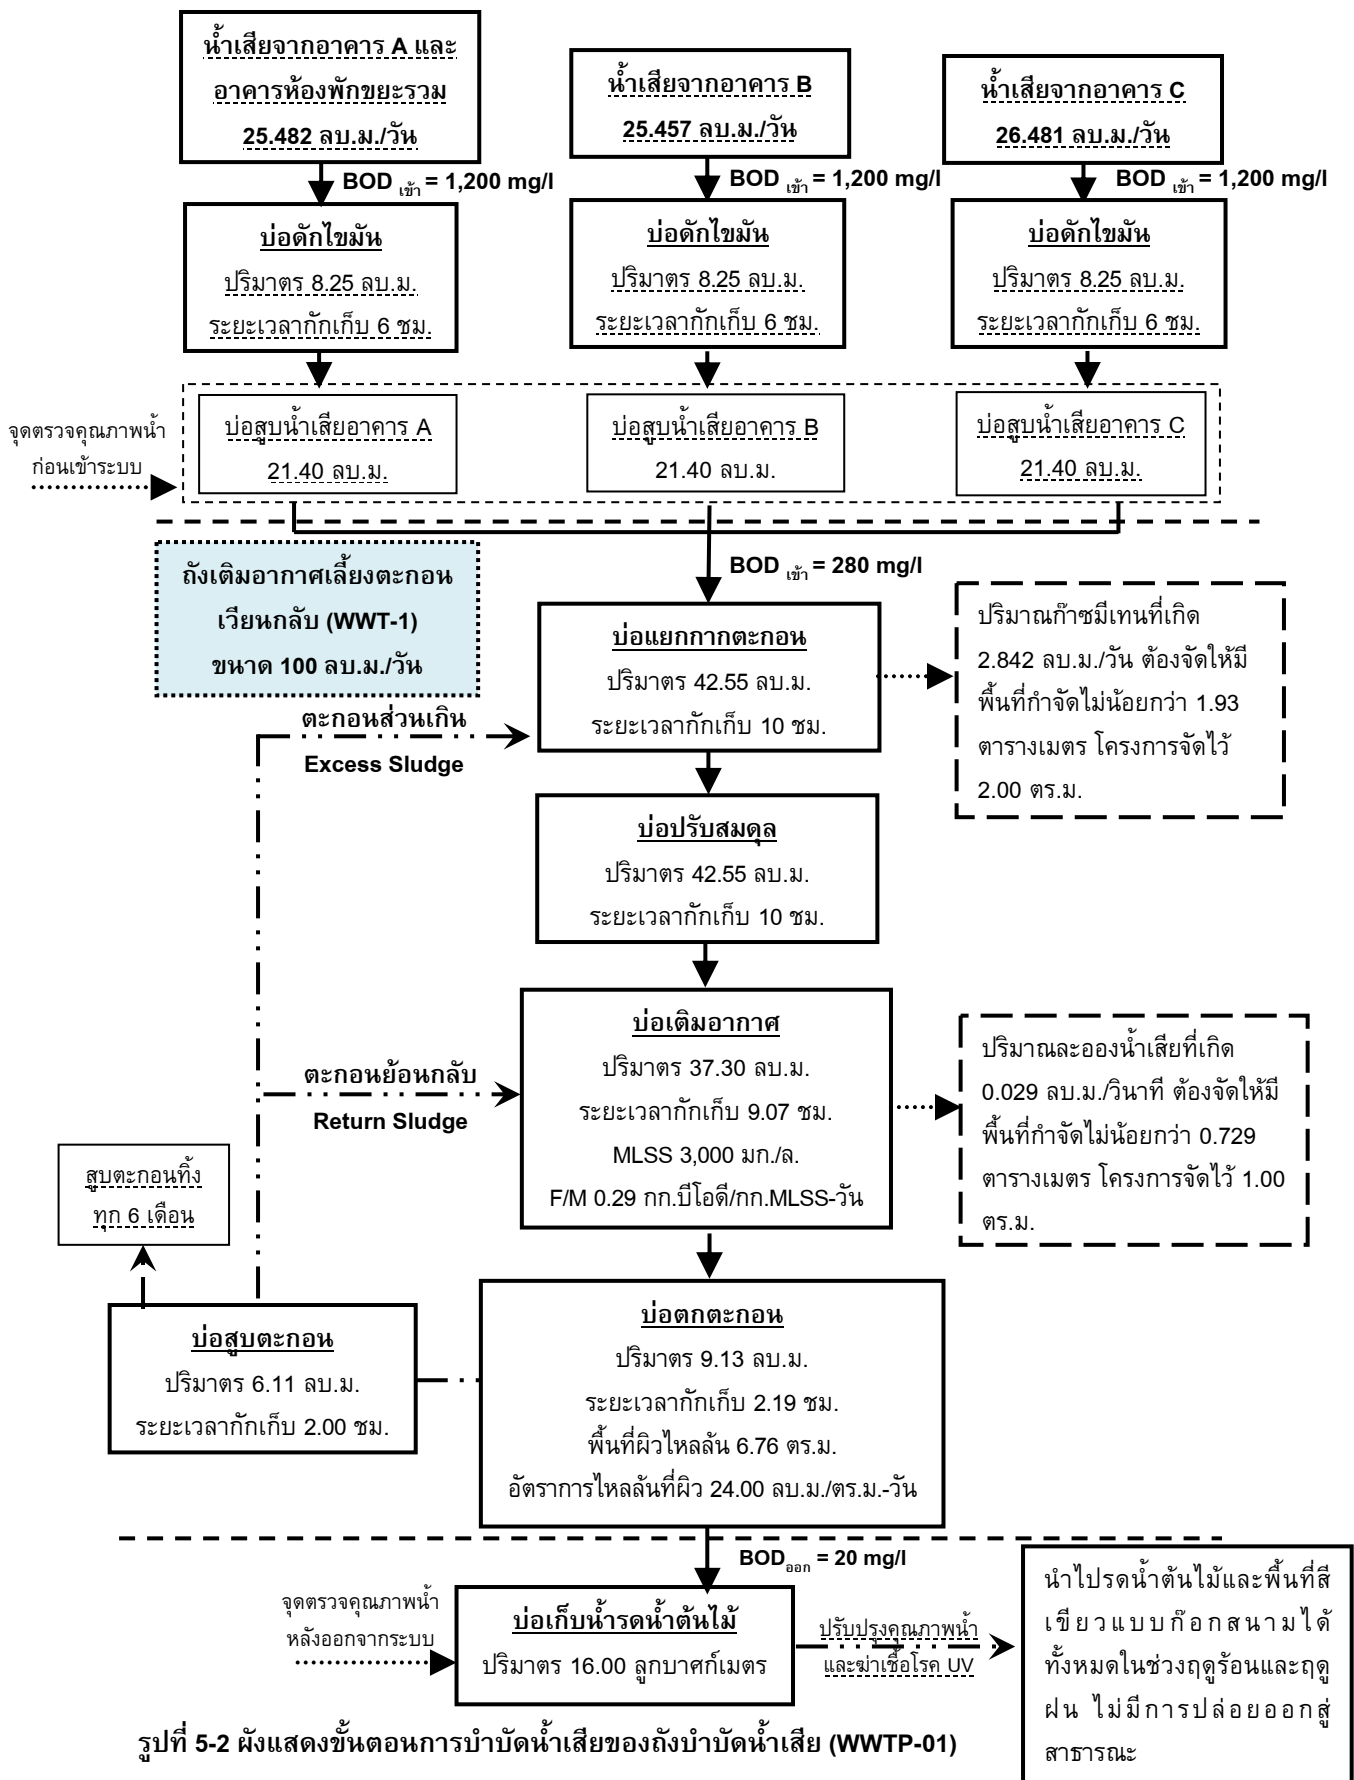 น้ำเสียจากอาคาร A และ
อาคารห้องพักขยะรวม
25.482 ลบ.ม./วัน
น้ำเสียจากอาคาร B
25.457 ลบ.ม./วัน
น้ำเสียจากอาคาร C
26.481 ลบ.ม./วัน
BOD เข้า = 1,200 mg/l
BOD เข้า = 1,200 mg/l
BOD เข้า = 1,200 mg/l
บ่อดักไขมัน
ปริมาตร 8.25 ลบ.ม.
ระยะเวลากักเก็บ 6 ชม.
บ่อดักไขมัน
ปริมาตร 8.25 ลบ.ม.
ระยะเวลากักเก็บ 6 ชม.
บ่อดักไขมัน
ปริมาตร 8.25 ลบ.ม.
ระยะเวลากักเก็บ 6 ชม.
จุดตรวจคุณภาพน้ำ
ก่อนเข้าระบบ
บ่อสูบน้ำเสียอาคาร A
21.40 ลบ.ม.
บ่อสูบน้ำเสียอาคาร B
21.40 ลบ.ม.
บ่อสูบน้ำเสียอาคาร C
21.40 ลบ.ม.
ถังเติมอากาศเลี้ยงตะกอน
เวียนกลับ (WWT-1)
ขนาด 100 ลบ.ม./วัน
BOD เข้า = 280 mg/l
บ่อแยกกากตะกอน
ปริมาตร 42.55 ลบ.ม.
ระยะเวลากักเก็บ 10 ชม.
ปริมาณก๊าซมีเทนที่เกิด
2.842 ลบ.ม./วัน ต้องจัดให้มี
พื้นที่กำจัดไม่น้อยกว่า 1.93
ตารางเมตร โครงการจัดไว้
2.00 ตร.ม.
ตะกอนส่วนเกิน
Excess Sludge
บ่อปรับสมดุล
ปริมาตร 42.55 ลบ.ม.
ระยะเวลากักเก็บ 10 ชม.
บ่อเติมอากาศ
ปริมาตร 37.30 ลบ.ม.
ระยะเวลากักเก็บ 9.07 ชม.
MLSS 3,000 มก./ล.
F/M 0.29 กก.บีโอดี/กก.MLSS-วัน
ปริมาณละอองน้ำเสียที่เกิด
0.029 ลบ.ม./วินาที ต้องจัดให้มี
พื้นที่กำจัดไม่น้อยกว่า 0.729
ตารางเมตร โครงการจัดไว้ 1.00
ตร.ม.
ตะกอนย้อนกลับ
Return Sludge
สูบตะกอนทิ้ง
ทุก 6 เดือน
บ่อสูบตะกอน
ปริมาตร 6.11 ลบ.ม.
ระยะเวลากักเก็บ 2.00 ชม.
บ่อตกตะกอน
ปริมาตร 9.13 ลบ.ม.
ระยะเวลากักเก็บ 2.19 ชม.
พื้นที่ผิวไหลล้น 6.76 ตร.ม.
อัตราการไหลล้นที่ผิว 24.00 ลบ.ม./ตร.ม.-วัน
BODออก = 20 mg/l
จุดตรวจคุณภาพน้ำ
หลังออกจากระบบ
บ่อเก็บน้ำรดน้ำต้นไม้
ปริมาตร 16.00 ลูกบาศก์เมตร
ปรับปรุงคุณภาพน้ำ
และฆ่าเชื้อโรค UV
นำไปรดน้ำต้นไม้และพื้นที่สี
เขียวแบบก๊อกสนามได้
ทั้งหมดในช่วงฤดูร้อนและฤดู
ฝน ไม่มีการปล่อยออกสู่
สาธารณะ
รูปที่ 5-2 ผังแสดงขั้นตอนการบำบัดน้ำเสียของถังบำบัดน้ำเสีย (WWTP-01)